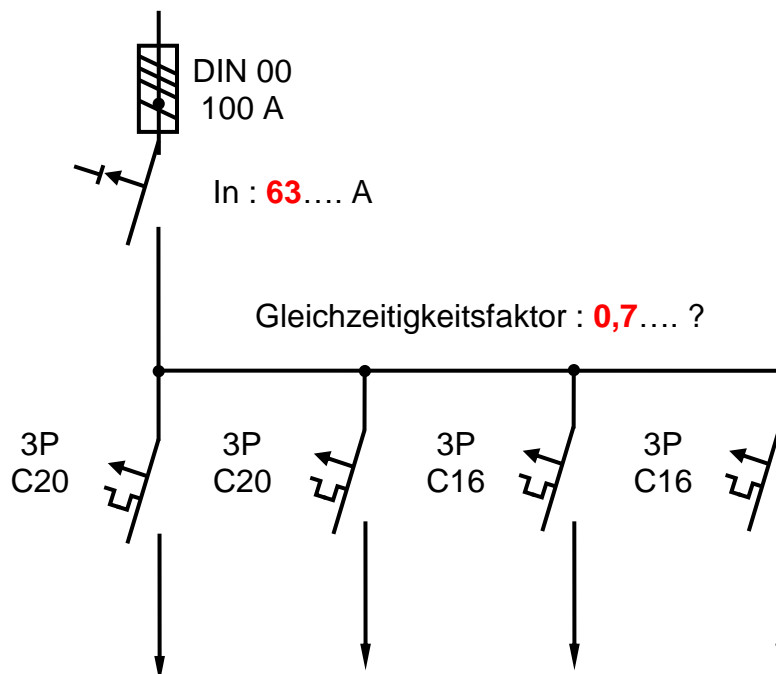 DIN 00
100 A
In : 63.... A
Gleichzeitigkeitsfaktor : 0,7.... ?
3P
C20
3P
C20
3P
C16
3P
C16